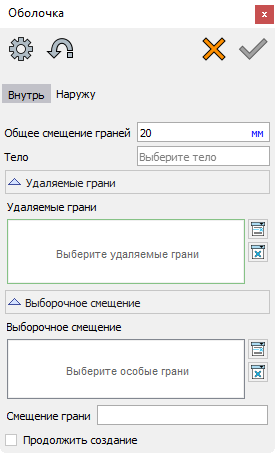 Оболочка
Внутрь Наружу
Общее смещение граней 20 мм
Тело Выберите тело
Удаляемые грани
Удаляемые грани
Выберите удаляемые грани
Выборочное смещение
Выборочное смещение
Выберите особые грани
Смещение грани
Продолжить создание